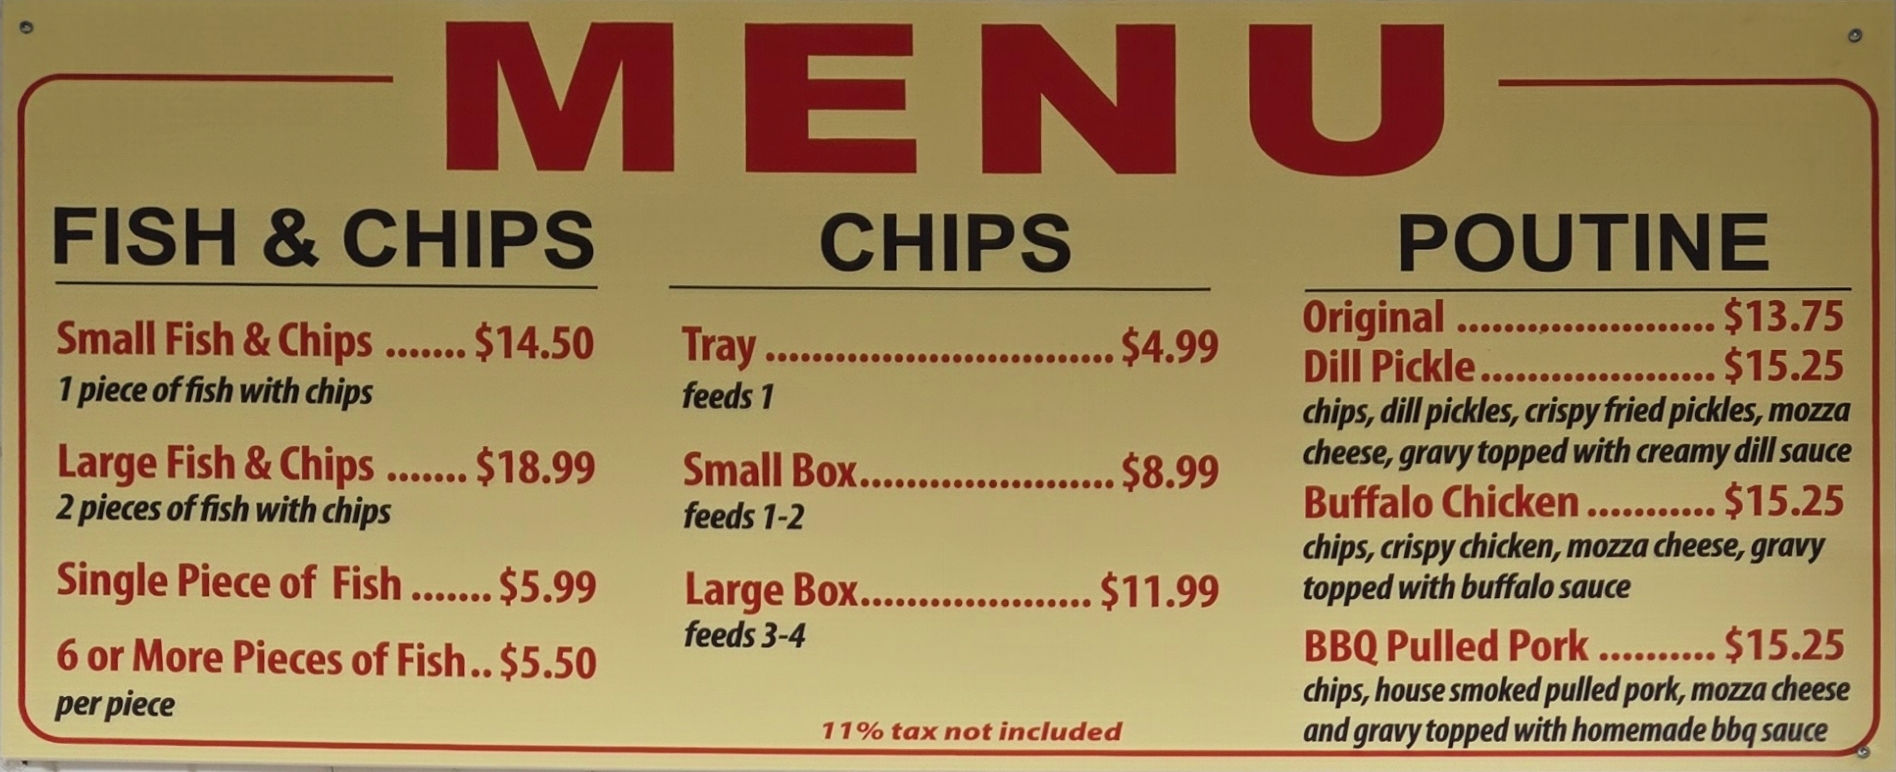 MENU
FISH & CHIPS
Small Fish & Chips ....... $14.50
1 piece of fish with chips
Large Fish & Chips ....... $18.99
2 pieces of fish with chips
Single Piece of Fish ....... $5.99
6 or More Pieces of Fish.. $5.50
per piece
CHIPS
Tray .............................. $4.99
feeds 1
Small Box...................... $8.99
feeds 1-2
Large Box.................... $11.99
feeds 3-4
11% tax not included
POUTINE
Original ...................... $13.75
Dill Pickle.................... $15.25
chips, dill pickles, crispy fried pickles, mozza
cheese, gravy topped with creamy dill sauce
Buffalo Chicken ........... $15.25
chips, crispy chicken, mozza cheese, gravy
topped with buffalo sauce
BBQ Pulled Pork .......... $15.25
chips, house smoked pulled pork, mozza cheese
and gravy topped with homemade bbq sauce